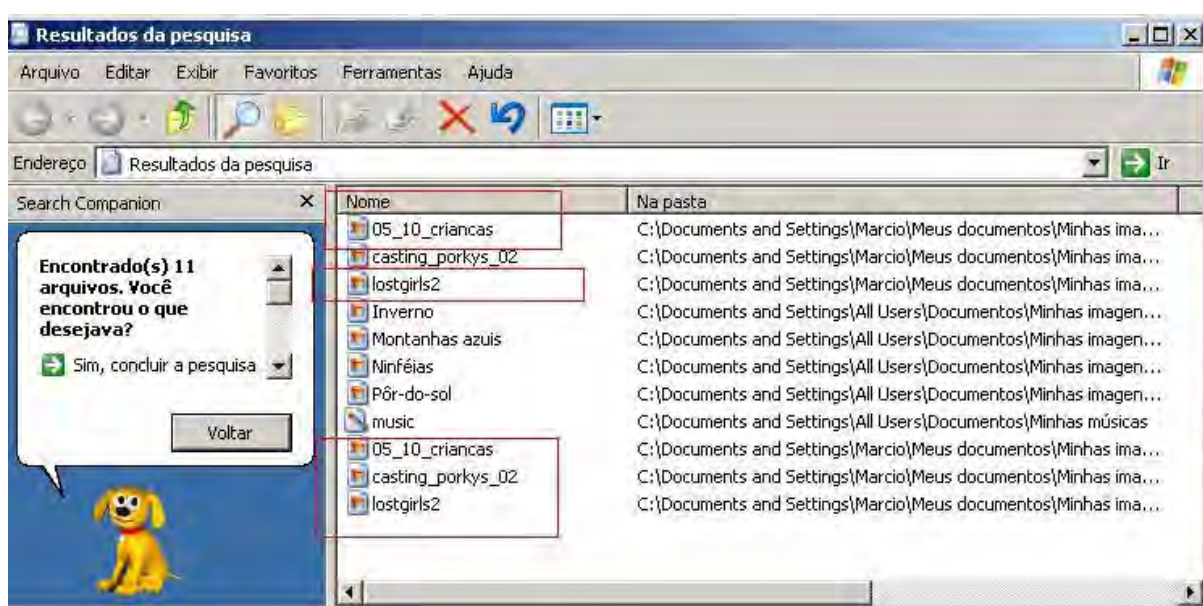 Resultados da pesquisa
Arquivo Editar Exibir Favoritos Ferramentas Ajuda
Endereço Resultados da pesquisa Ir
Search Companion
Encontrado(s) 11
arquivos. Você
encontrou o que
desejava?
Sim, concluir a pesquisa
Voltar
Nome Na pasta
05_10_criancas C:\Documents and Settings\Marcio\Meus documentos\Minhas ima...
casting_porkys_02 C:\Documents and Settings\Marcio\Meus documentos\Minhas ima...
lostgirls2 C:\Documents and Settings\Marcio\Meus documentos\Minhas ima...
Inverno C:\Documents and Settings\All Users\Documentos\Minhas imagen...
Montanhas azuis C:\Documents and Settings\All Users\Documentos\Minhas imagen...
Ninféias C:\Documents and Settings\All Users\Documentos\Minhas imagen...
Pôr-do-sol C:\Documents and Settings\All Users\Documentos\Minhas imagen...
music C:\Documents and Settings\All Users\Documentos\Minhas músicas
05_10_criancas C:\Documents and Settings\Marcio\Meus documentos\Minhas ima...
casting_porkys_02 C:\Documents and Settings\Marcio\Meus documentos\Minhas ima...
lostgirls2 C:\Documents and Settings\Marcio\Meus documentos\Minhas ima...